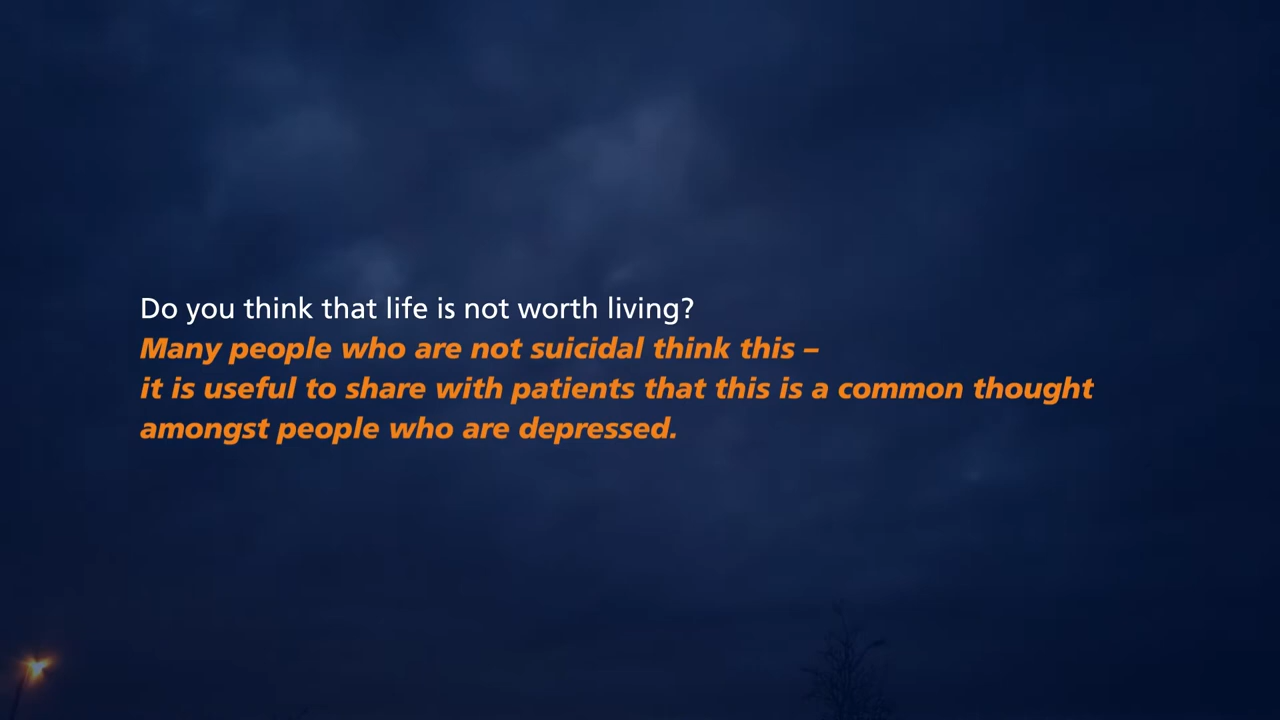 Do you think that life is not worth living?
Many people who are not suicidal think this –
it is useful to share with patients that this is a common thought
amongst people who are depressed.